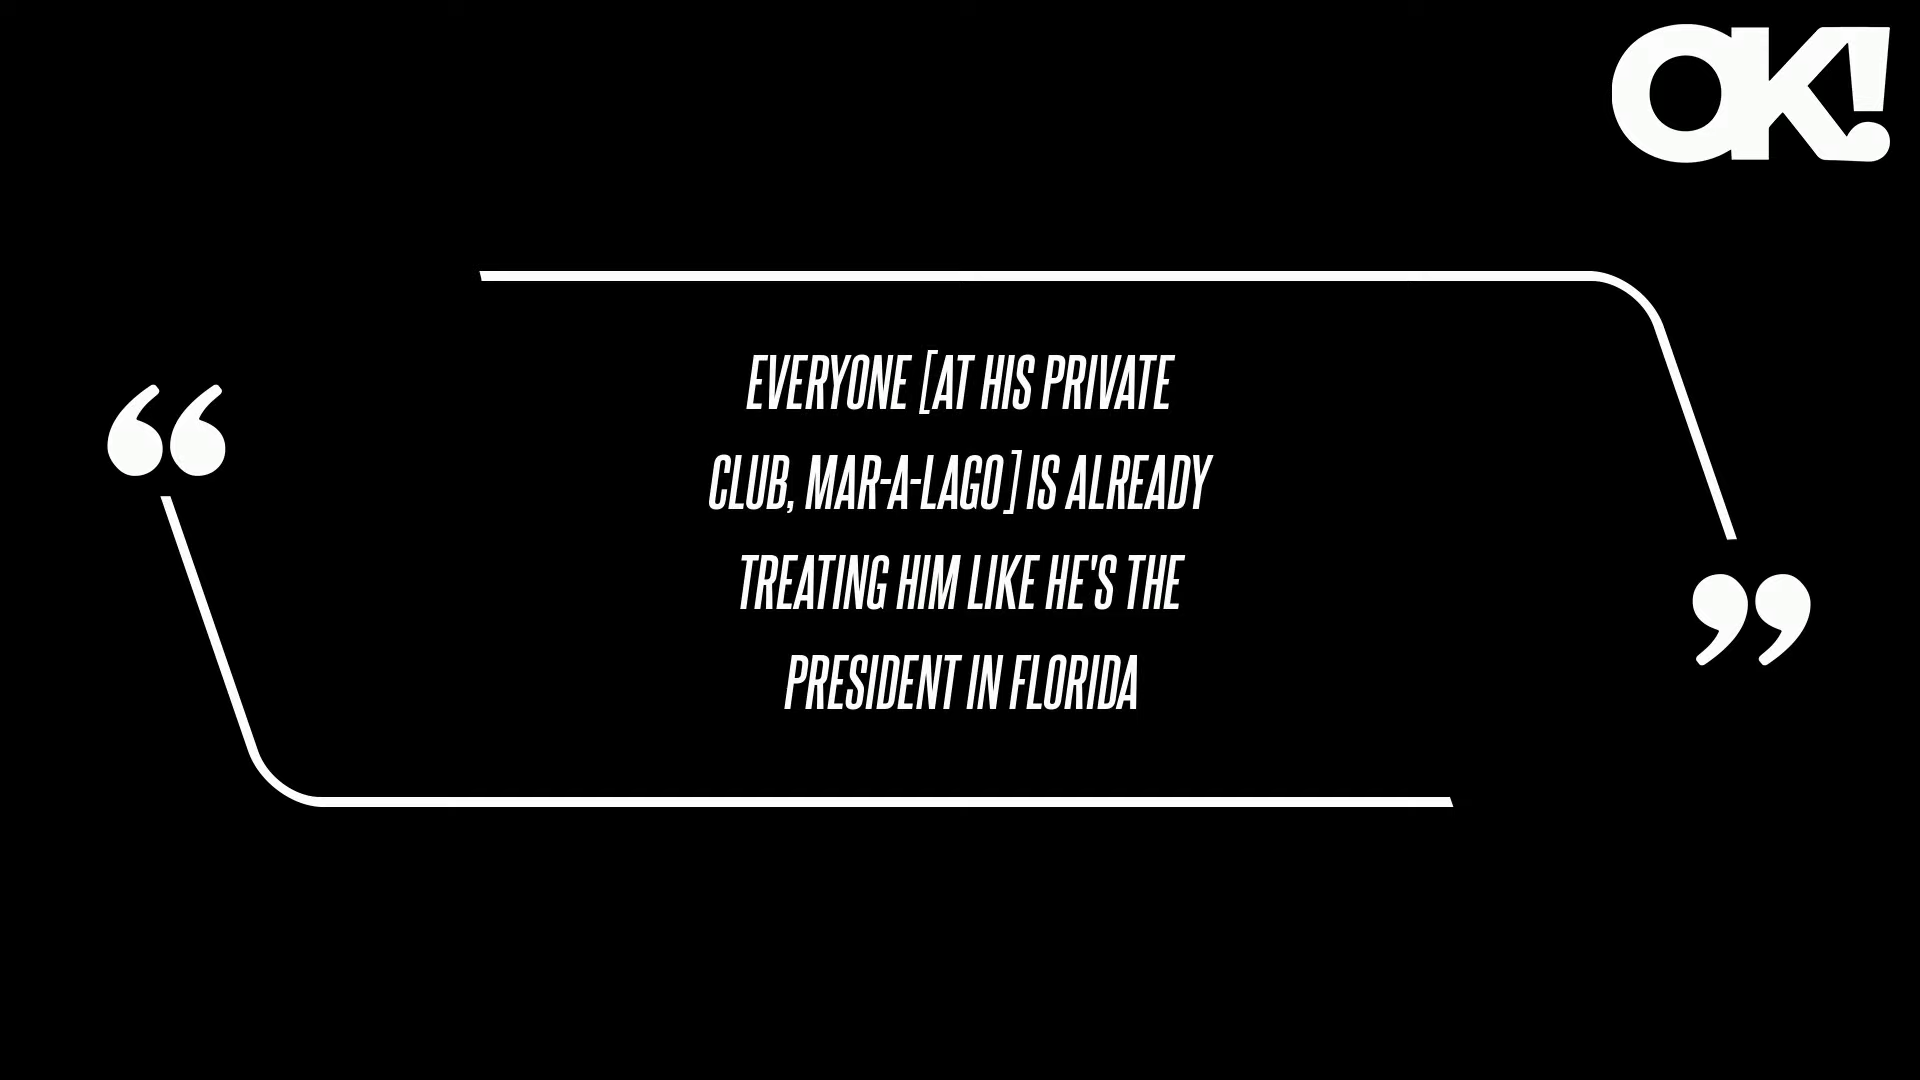 OK!
“
EVERYONE [AT HIS PRIVATE
CLUB, MAR-A-LAGO] IS ALREADY
TREATING HIM LIKE HE'S THE
PRESIDENT IN FLORIDA
”